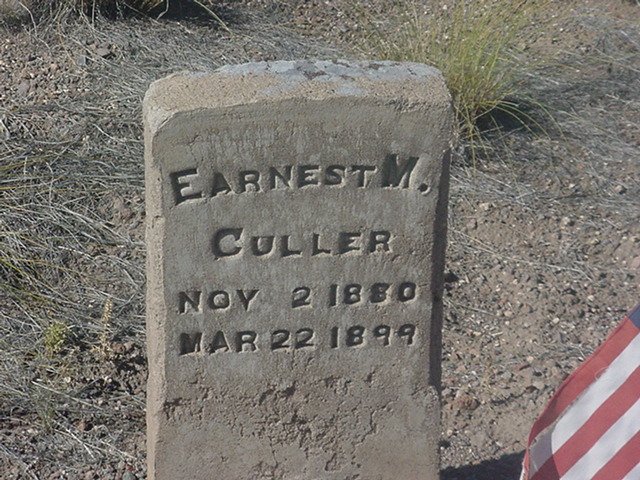 EARNEST M.
CULLER
NOV 2 1880
MAR 22 1899